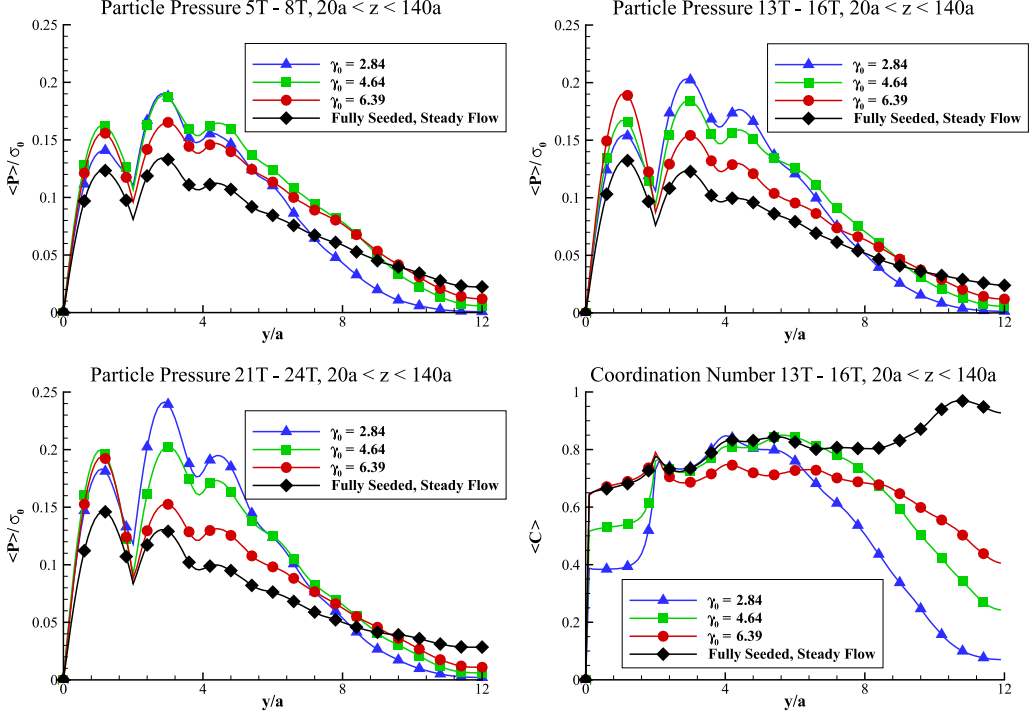 Particle Pressure 5T - 8T, 20a < z < 140a
0.25
0.2
0.15
0.1
0.05
0
<P>/σ₀
γ₀ = 2.84
γ₀ = 4.64
γ₀ = 6.39
Fully Seeded, Steady Flow
0
4
8
12
y/a
Particle Pressure 13T - 16T, 20a < z < 140a
0.25
0.2
0.15
0.1
0.05
0
<P>/σ₀
γ₀ = 2.84
γ₀ = 4.64
γ₀ = 6.39
Fully Seeded, Steady Flow
0
4
8
12
y/a
Particle Pressure 21T - 24T, 20a < z < 140a
0.25
0.2
0.15
0.1
0.05
0
<P>/σ₀
γ₀ = 2.84
γ₀ = 4.64
γ₀ = 6.39
Fully Seeded, Steady Flow
0
4
8
12
y/a
Coordination Number 13T - 16T, 20a < z < 140a
1
0.8
0.6
0.4
0.2
0
<C>
γ₀ = 2.84
γ₀ = 4.64
γ₀ = 6.39
Fully Seeded, Steady Flow
0
4
8
12
y/a